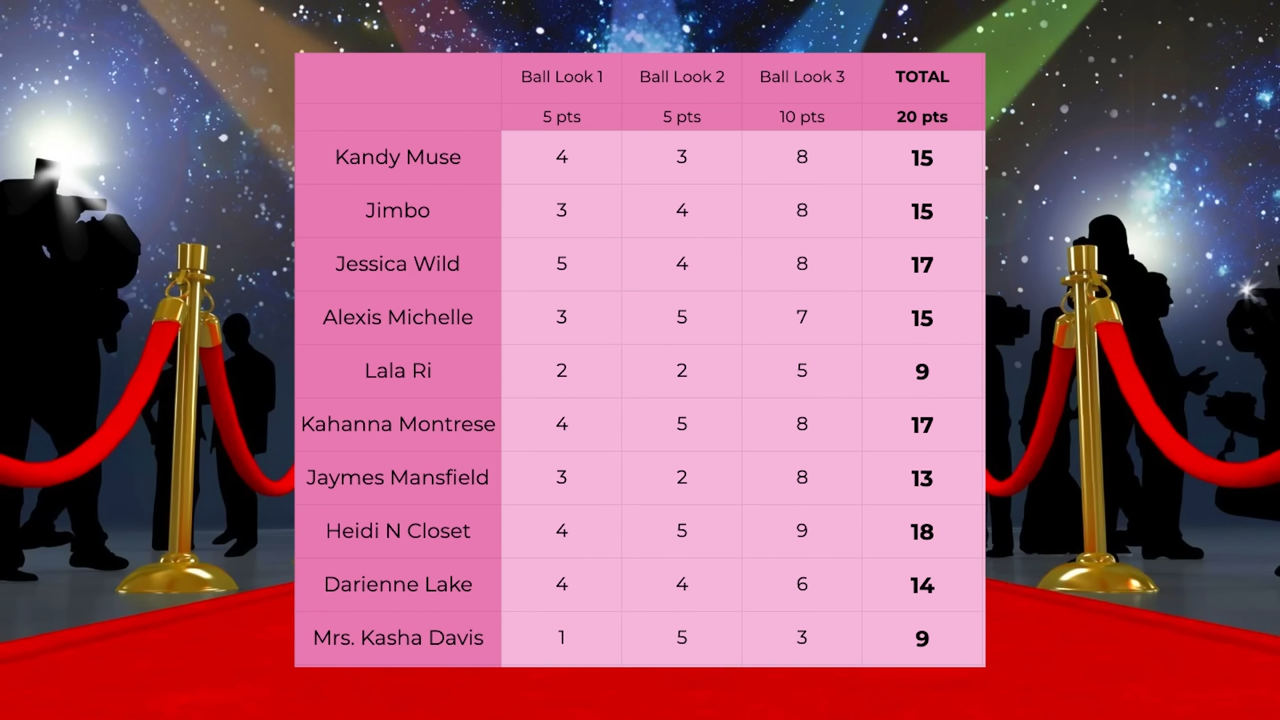 Ball Look 1 Ball Look 2 Ball Look 3 TOTAL
5 pts 5 pts 10 pts 20 pts
Kandy Muse 4 3 8 15
Jimbo 3 4 8 15
Jessica Wild 5 4 8 17
Alexis Michelle 3 5 7 15
Lala Ri 2 2 5 9
Kahanna Montrese 4 5 8 17
Jaymes Mansfield 3 2 8 13
Heidi N Closet 4 5 9 18
Darienne Lake 4 4 6 14
Mrs. Kasha Davis 1 5 3 9